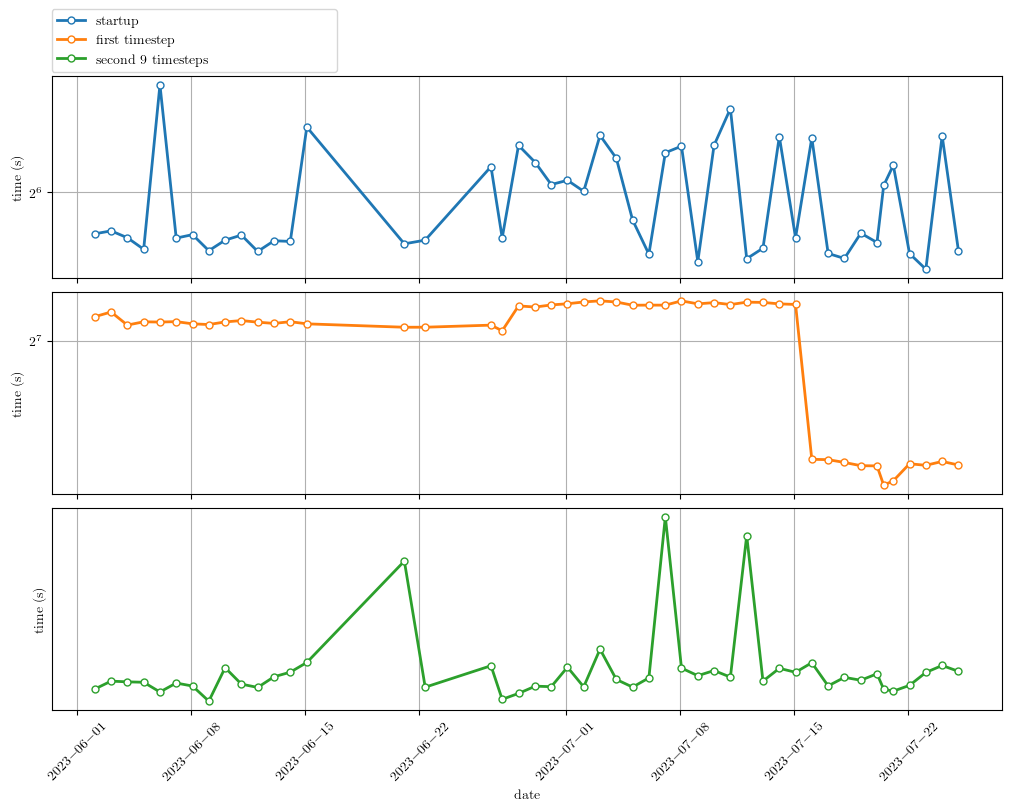 startup
first timestep
second 9 timesteps
time (s)
2^6
time (s)
2^7
time (s)
2023−06−01
2023−06−08
2023−06−15
2023−06−22
2023−07−01
2023−07−08
2023−07−15
2023−07−22
date